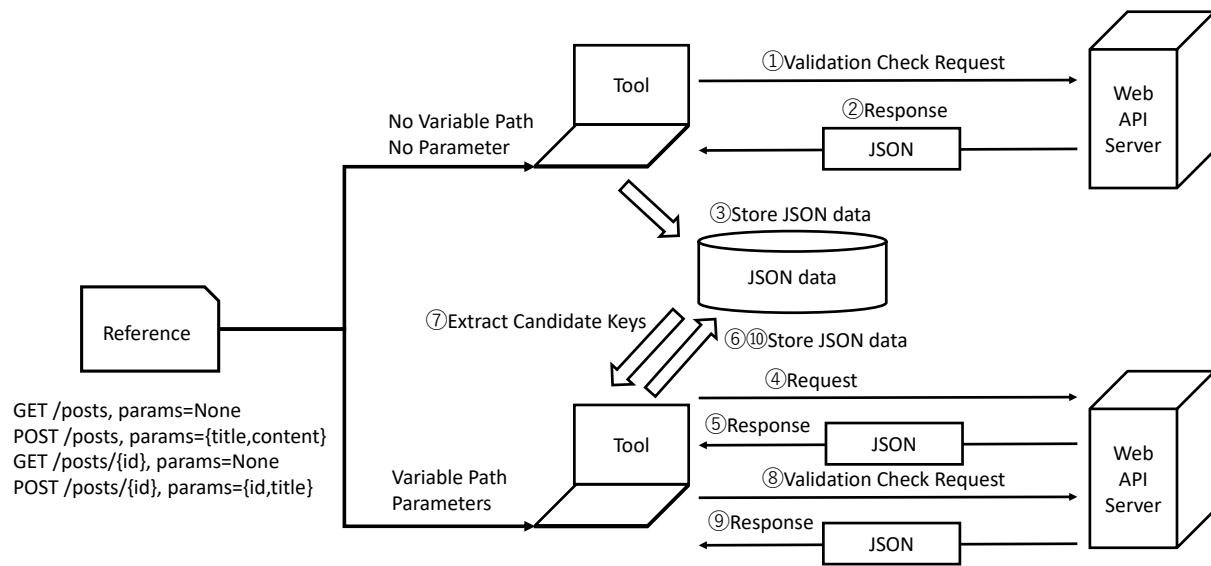 ①Validation Check Request
Tool
Web
API
Server
②Response
JSON
No Variable Path
No Parameter
③Store JSON data
JSON data
Reference
⑦Extract Candidate Keys
⑥⑩Store JSON data
GET /posts, params=None
POST /posts, params={title,content}
GET /posts/{id}, params=None
POST /posts/{id}, params={id,title}
④Request
⑤Response
JSON
Tool
Web
API
Server
Variable Path
Parameters
⑧Validation Check Request
⑨Response
JSON